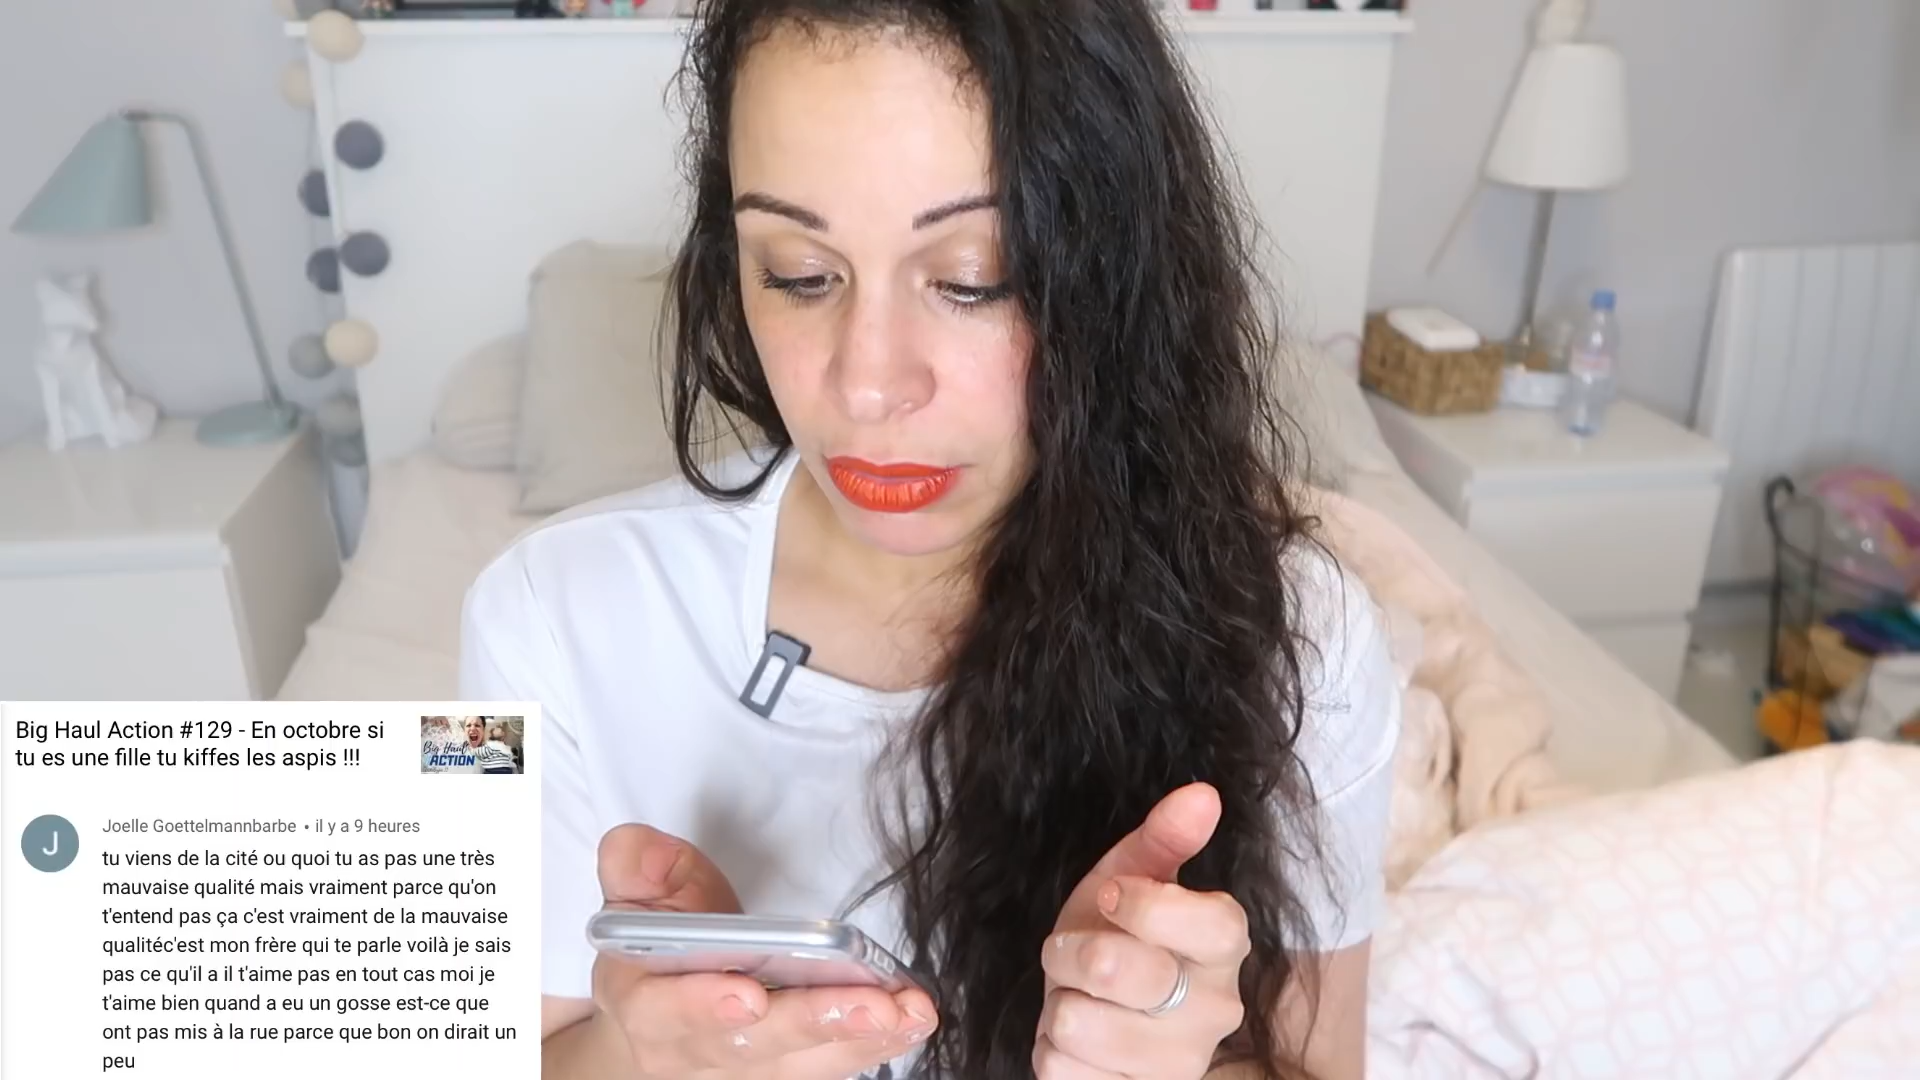 Big Haul Action #129 - En octobre si
tu es une fille tu kiffes les aspis !!!
Big Haul
ACTION
J
Joelle Goettelmannbarbe • il y a 9 heures
tu viens de la cité ou quoi tu as pas une très
mauvaise qualité mais vraiment parce qu'on
t'entend pas ça c'est vraiment de la mauvaise
qualitéc'est mon frère qui te parle voilà je sais
pas ce qu'il a il t'aime pas en tout cas moi je
t'aime bien quand a eu un gosse est-ce que
ont pas mis à la rue parce que bon on dirait un
peu